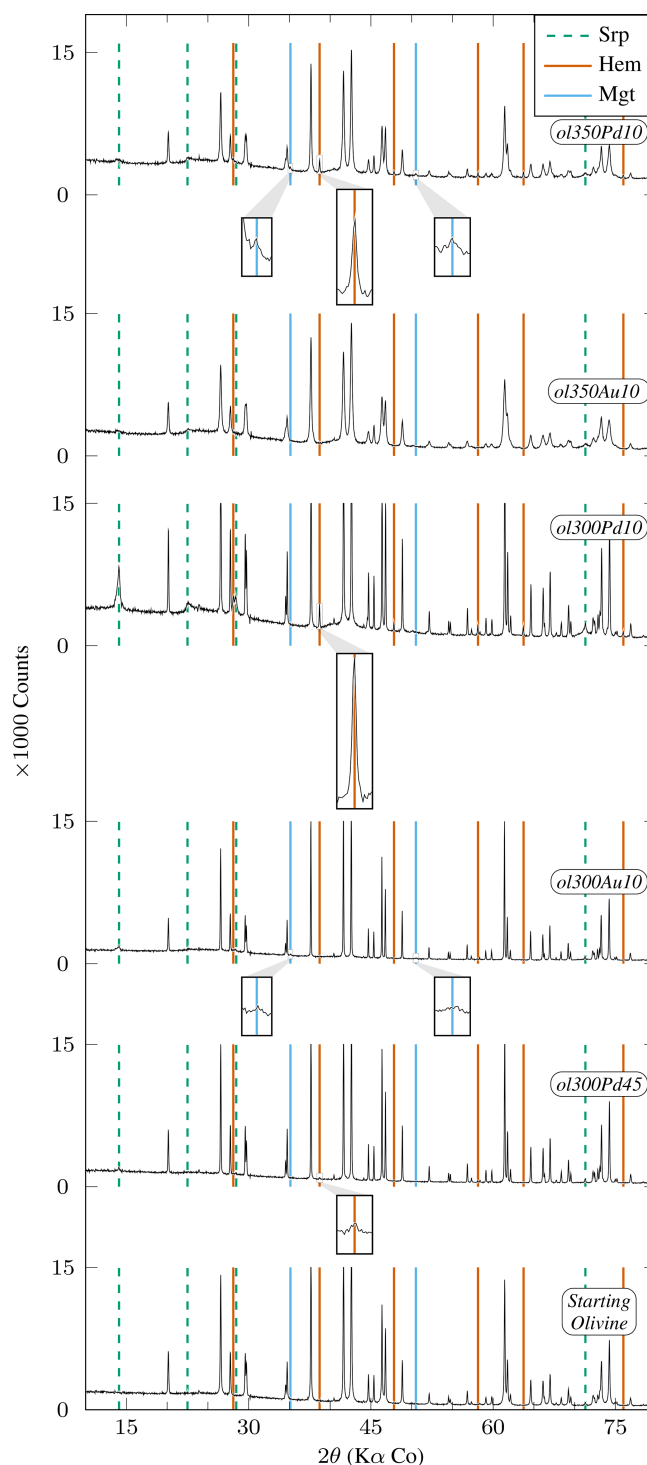 15
Srp
Hem
Mgt
ol350Pd10
0
15
ol350Au10
0
15
ol300Pd10
0
×1000 Counts
15
ol300Au10
0
15
ol300Pd45
0
15
Starting
Olivine
0
15 30 45 60 75
2θ (Kα Co)